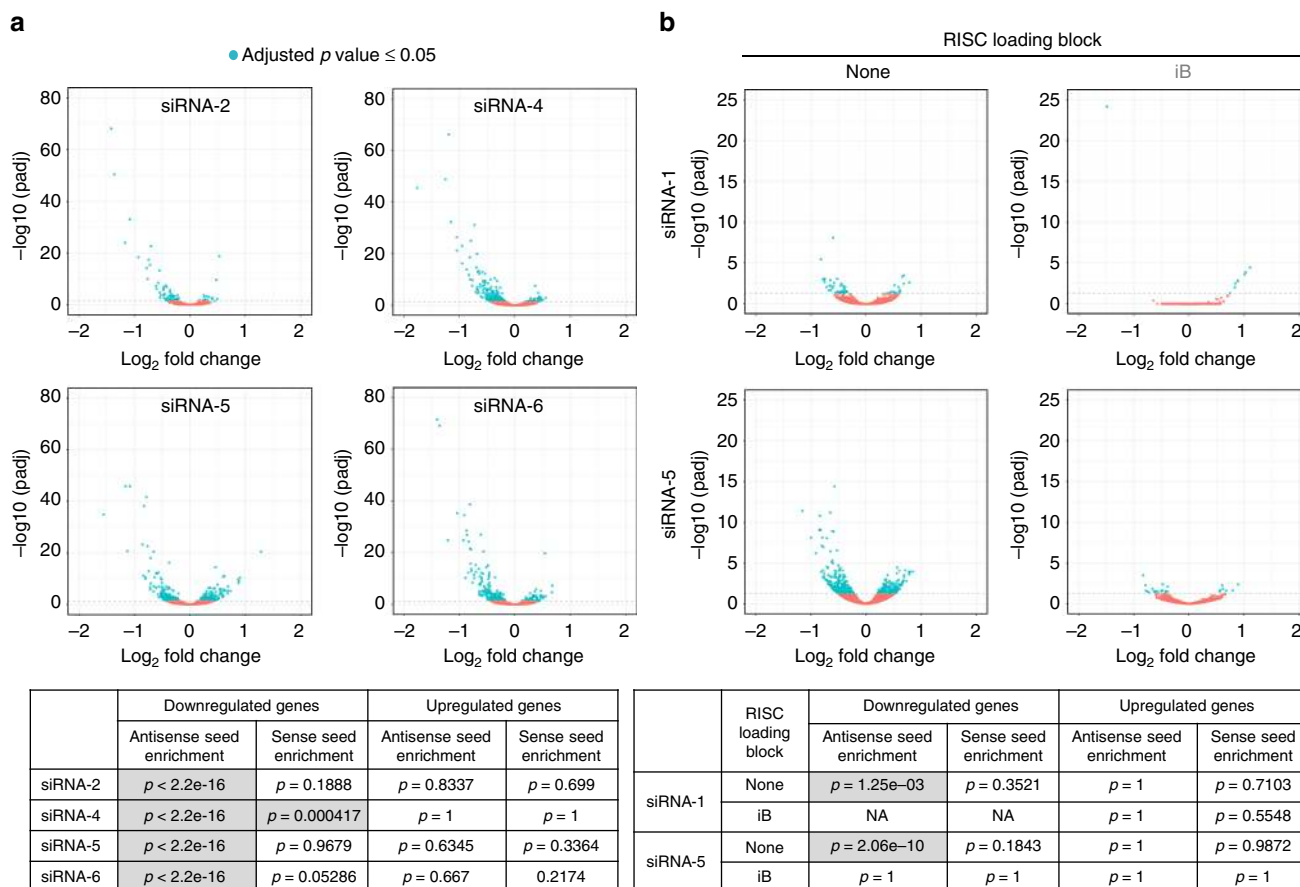 a
Adjusted p value ≤ 0.05
siRNA-2
80
60
40
20
0
–log10 (padj)
–2 –1 0 1 2
Log2 fold change
siRNA-4
80
60
40
20
0
–log10 (padj)
–2 –1 0 1 2
Log2 fold change
siRNA-5
80
60
40
20
0
–log10 (padj)
–2 –1 0 1 2
Log2 fold change
siRNA-6
80
60
40
20
0
–log10 (padj)
–2 –1 0 1 2
Log2 fold change
Downregulated genes Upregulated genes
Antisense seed enrichment Sense seed enrichment Antisense seed enrichment Sense seed enrichment
siRNA-2 p < 2.2e-16 p = 0.1888 p = 0.8337 p = 0.699
siRNA-4 p < 2.2e-16 p = 0.000417 p = 1 p = 1
siRNA-5 p < 2.2e-16 p = 0.9679 p = 0.6345 p = 0.3364
siRNA-6 p < 2.2e-16 p = 0.05286 p = 0.667 0.2174
b
RISC loading block
None iB
siRNA-1
25
20
15
10
5
0
–log10 (padj)
–2 –1 0 1 2
Log2 fold change
25
20
15
10
5
0
–log10 (padj)
–2 –1 0 1 2
Log2 fold change
siRNA-5
25
20
15
10
5
0
–log10 (padj)
–2 –1 0 1 2
Log2 fold change
25
20
15
10
5
0
–log10 (padj)
–2 –1 0 1 2
Log2 fold change
RISC loading block Downregulated genes Upregulated genes
Antisense seed enrichment Sense seed enrichment Antisense seed enrichment Sense seed enrichment
siRNA-1 None p = 1.25e–03 p = 0.3521 p = 1 p = 0.7103
iB NA NA p = 1 p = 0.5548
siRNA-5 None p = 2.06e–10 p = 0.1843 p = 1 p = 0.9872
iB p = 1 p = 1 p = 1 p = 1